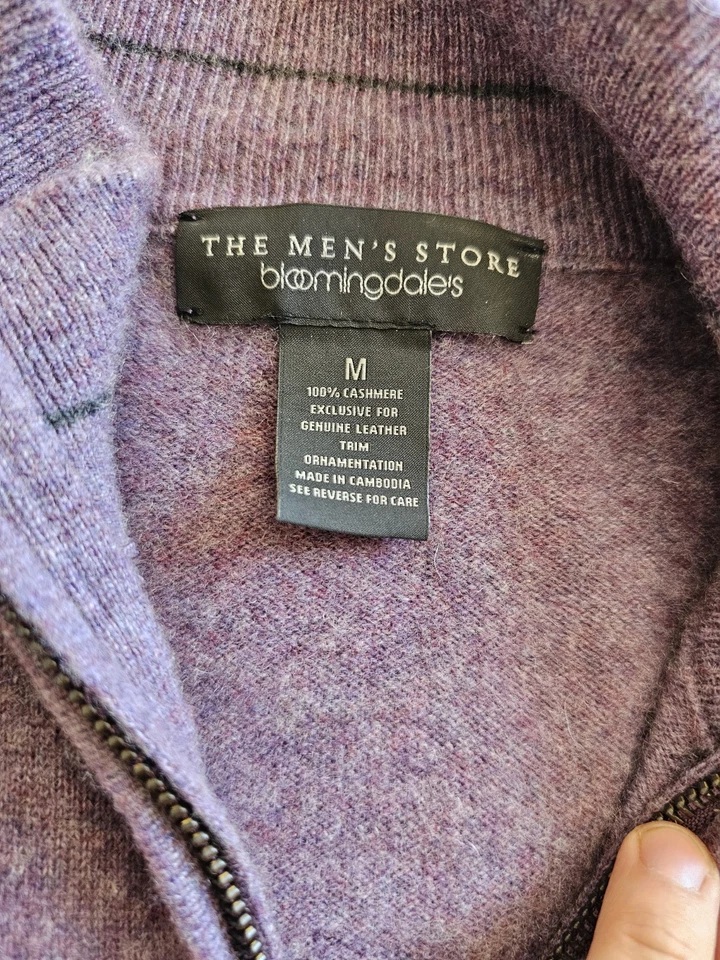 THE MEN'S STORE
bloomingdale's
M
100% CASHMERE
EXCLUSIVE FOR
GENUINE LEATHER
TRIM
ORNAMENTATION
MADE IN CAMBODIA
SEE REVERSE FOR CARE